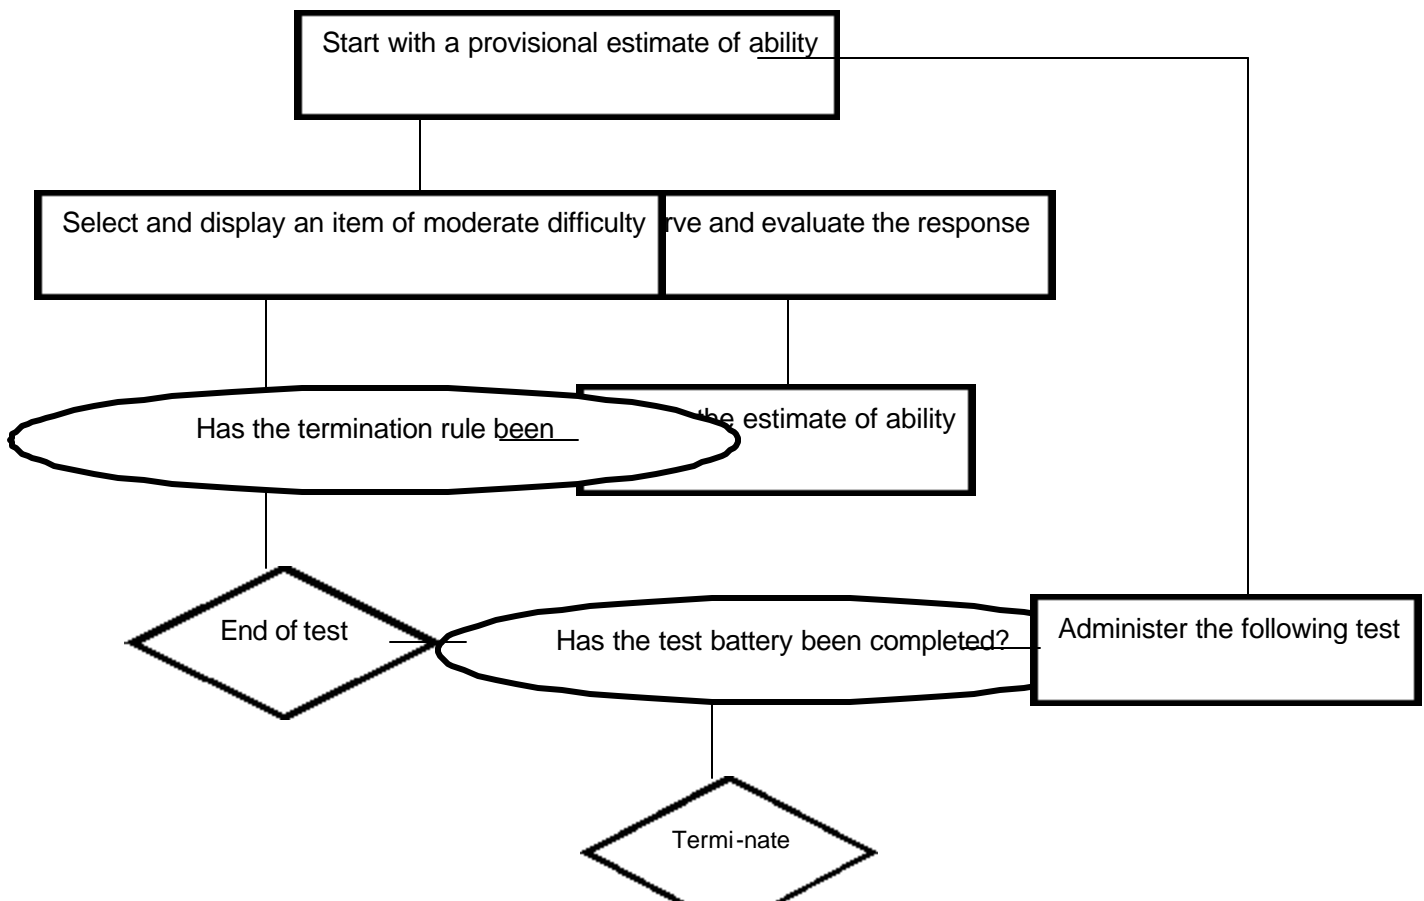 Start with a provisional estimate of ability
Select and display an item of moderate difficulty
rve and evaluate the response
Has the termination rule been
the estimate of ability
End of test
Has the test battery been completed?
Administer the following test
Termi-nate